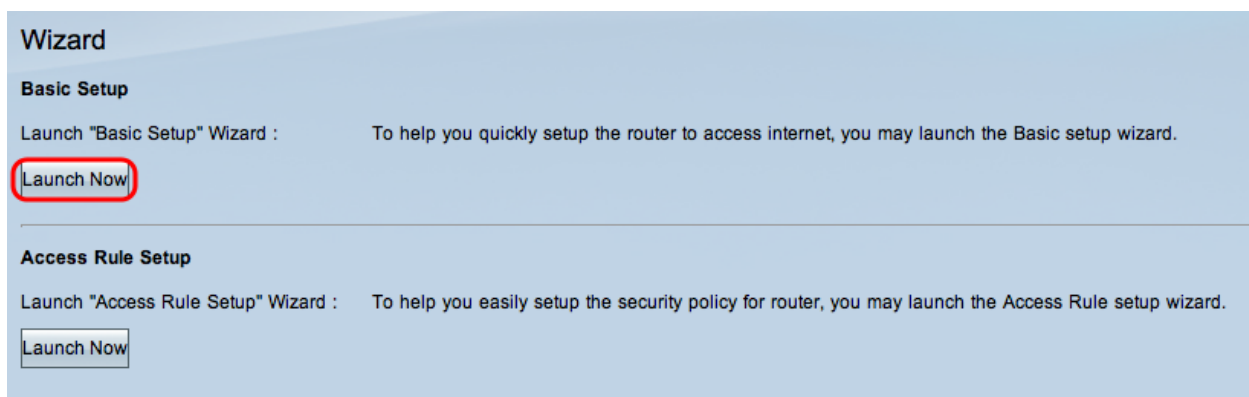 Wizard
Basic Setup
Launch "Basic Setup" Wizard : To help you quickly setup the router to access internet, you may launch the Basic setup wizard.
Launch Now
Access Rule Setup
Launch "Access Rule Setup" Wizard : To help you easily setup the security policy for router, you may launch the Access Rule setup wizard.
Launch Now